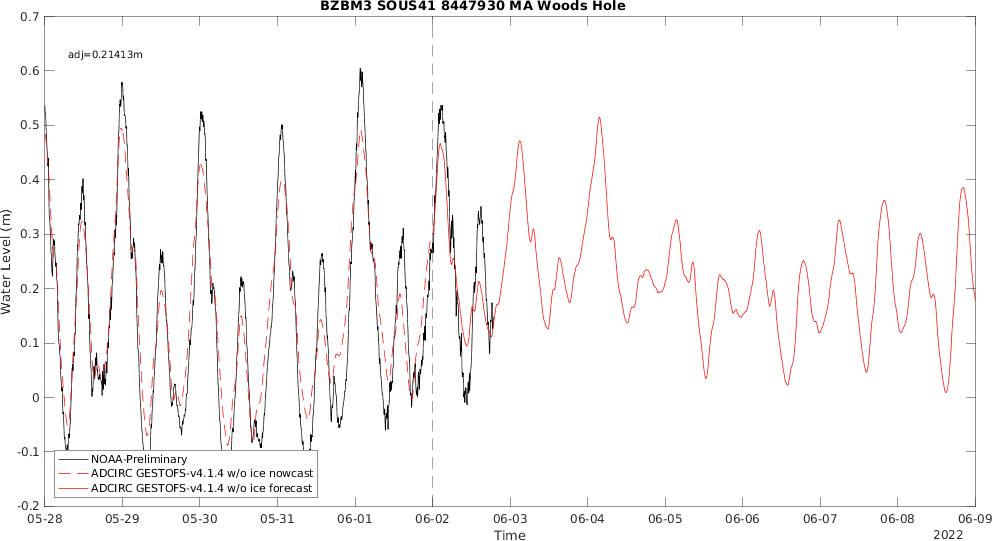 BZBM3 SOUS41 8447930 MA Woods Hole
adj=0.21413m
Water Level (m)
0.7
0.6
0.5
0.4
0.3
0.2
0.1
0
-0.1
-0.2
NOAA-Preliminary
ADCIRC GESTOFS-v4.1.4 w/o ice nowcast
ADCIRC GESTOFS-v4.1.4 w/o ice forecast
05-28 05-29 05-30 05-31 06-01 06-02 06-03 06-04 06-05 06-06 06-07 06-08 06-09
Time
2022